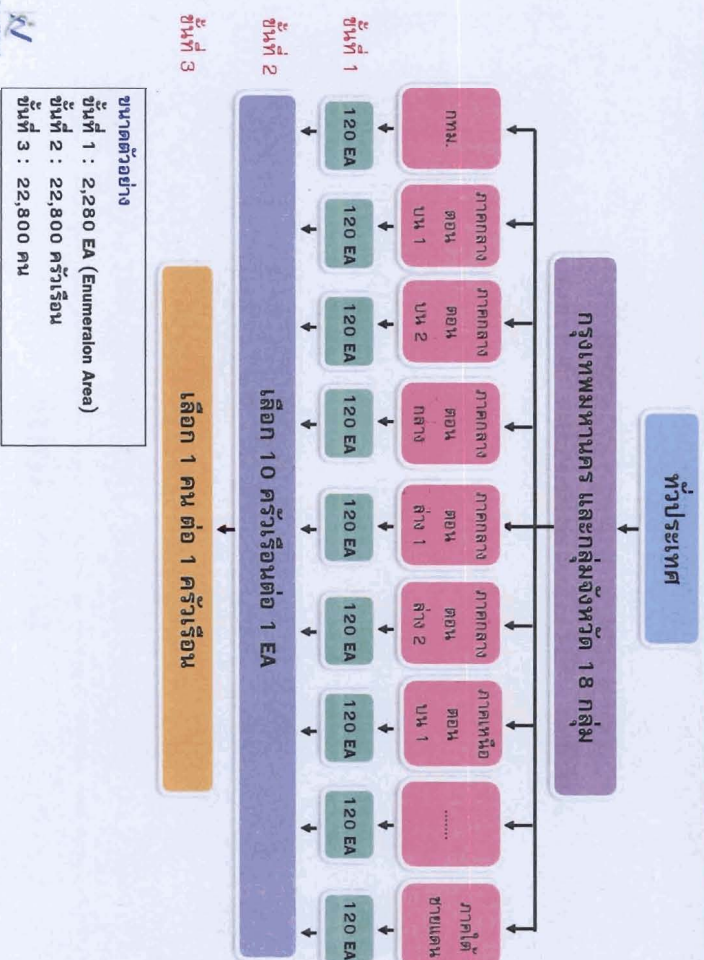 ทั่วประเทศ
กรุงเทพมหานคร และกลุ่มจังหวัด 18 กลุ่ม
กทม.
ภาคกลาง
ตอน
บน 1
ภาคกลาง
ตอน
บน 2
ภาคกลาง
ตอน
กลาง
ภาคกลาง
ตอน
ล่าง 1
ภาคกลาง
ตอน
ล่าง 2
ภาคเหนือ
ตอน
บน 1
.......
ภาคใต้
ชายแดน
ขั้นที่ 1
120 EA
120 EA
120 EA
120 EA
120 EA
120 EA
120 EA
120 EA
120 EA
ขั้นที่ 2
เลือก 10 ครัวเรือนต่อ 1 EA
ขั้นที่ 3
เลือก 1 คน ต่อ 1 ครัวเรือน
ขนาดตัวอย่าง
ขั้นที่ 1 : 2,280 EA (Enumeraion Area)
ขั้นที่ 2 : 22,800 ครัวเรือน
ขั้นที่ 3 : 22,800 คน